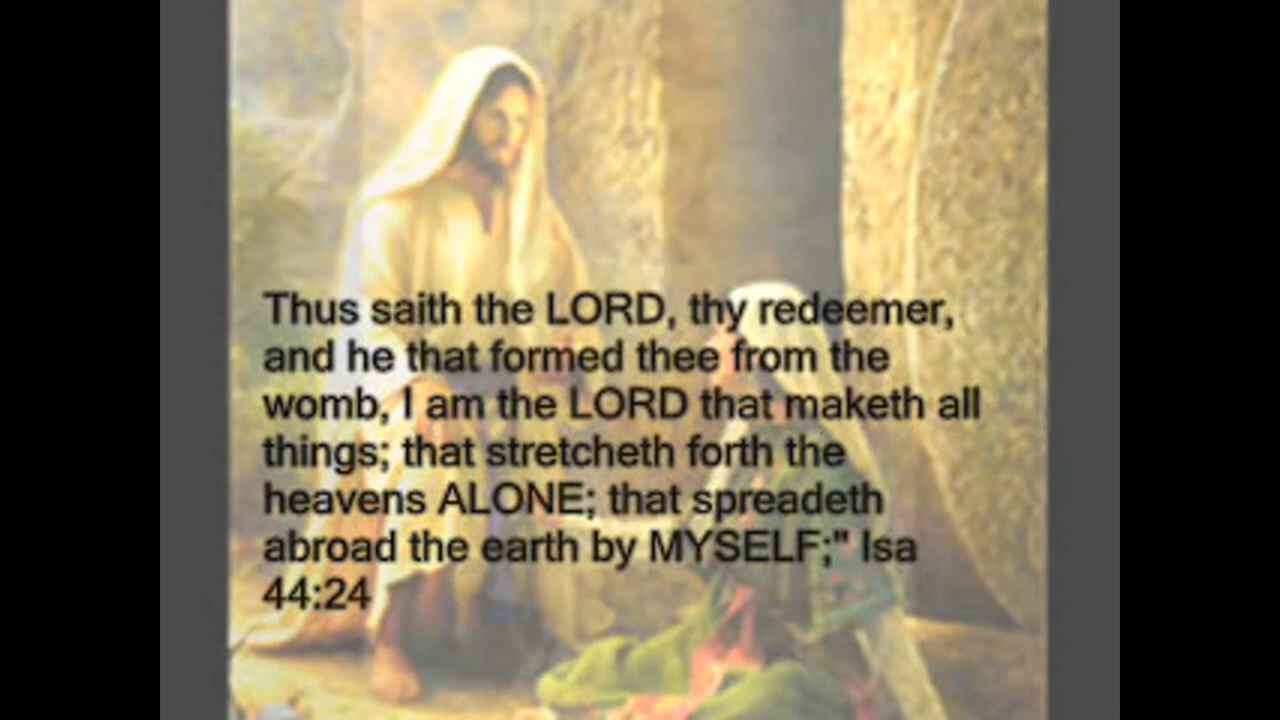 Thus saith the LORD, thy redeemer,
and he that formed thee from the
womb, I am the LORD that maketh all
things; that stretcheth forth the
heavens ALONE; that spreadeth
abroad the earth by MYSELF;" Isa
44:24